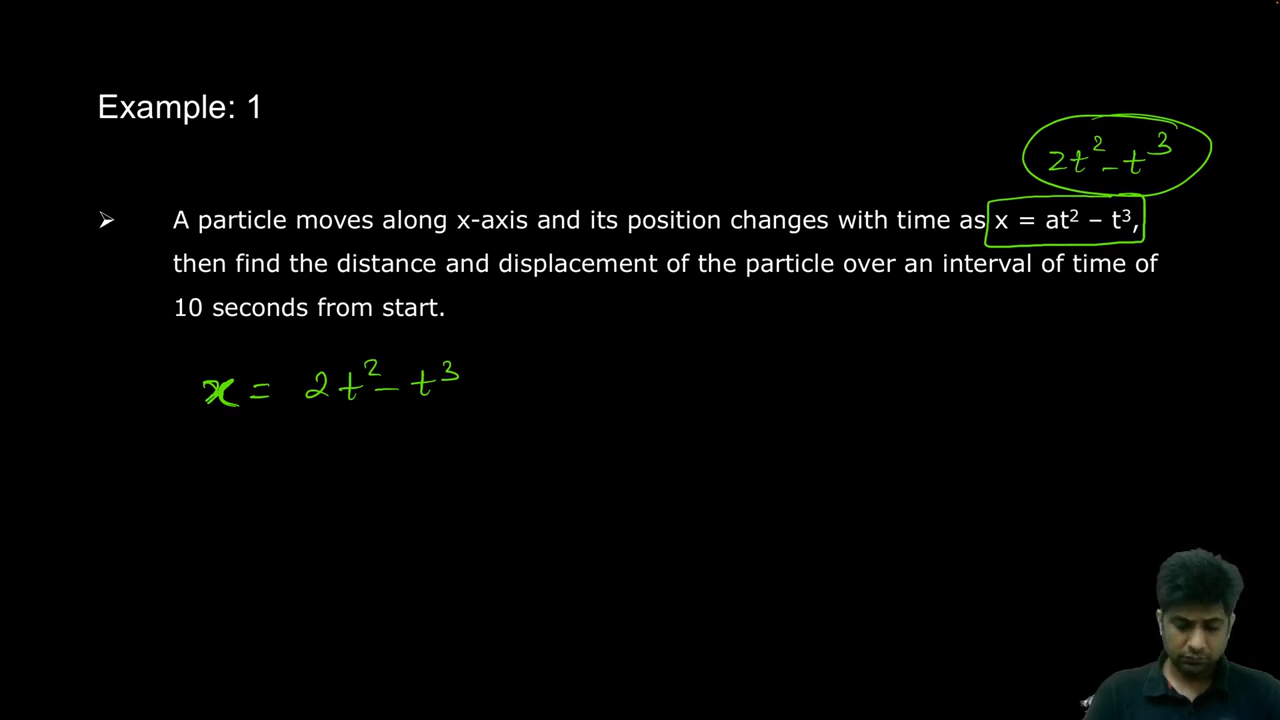 Example: 1
2t² - t³
➢ A particle moves along x-axis and its position changes with time as x = at² – t³,
then find the distance and displacement of the particle over an interval of time of
10 seconds from start.
x = 2t² - t³